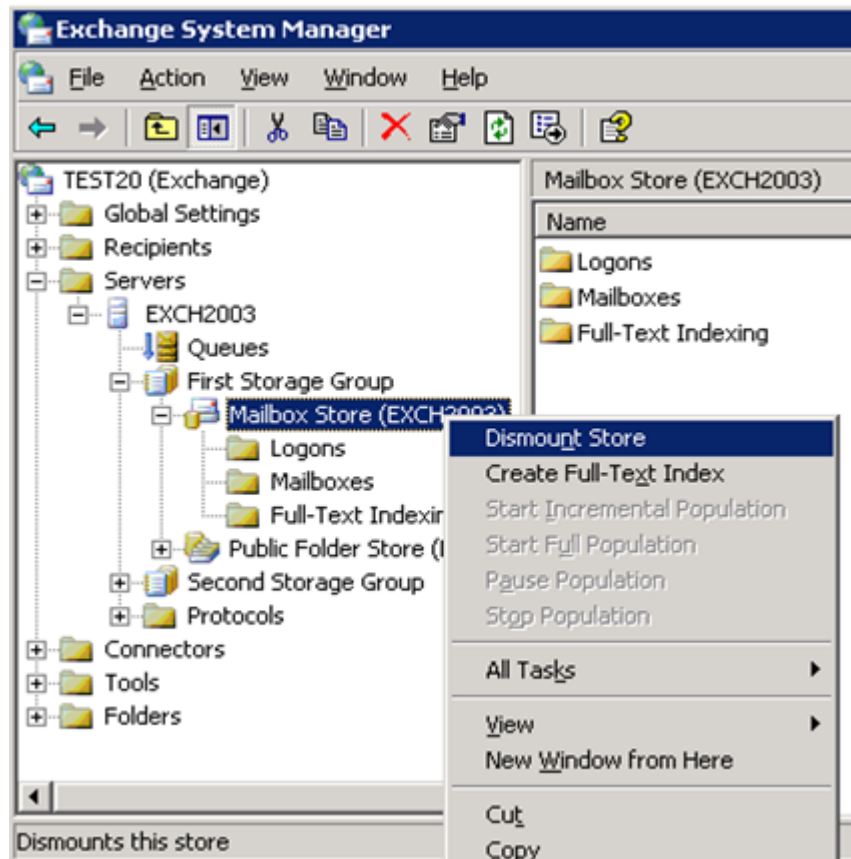 Exchange System Manager
File Action View Window Help
TEST20 (Exchange)
Global Settings
Recipients
Servers
EXCH2003
Queues
First Storage Group
Mailbox Store (EXCH2003)
Logons
Mailboxes
Full-Text Indexin
Public Folder Store (
Second Storage Group
Protocols
Connectors
Tools
Folders
Mailbox Store (EXCH2003)
Name
Logons
Mailboxes
Full-Text Indexing
Dismount Store
Create Full-Text Index
Start Incremental Population
Start Full Population
Pause Population
Stop Population
All Tasks
View
New Window from Here
Cut
Copy
Dismounts this store